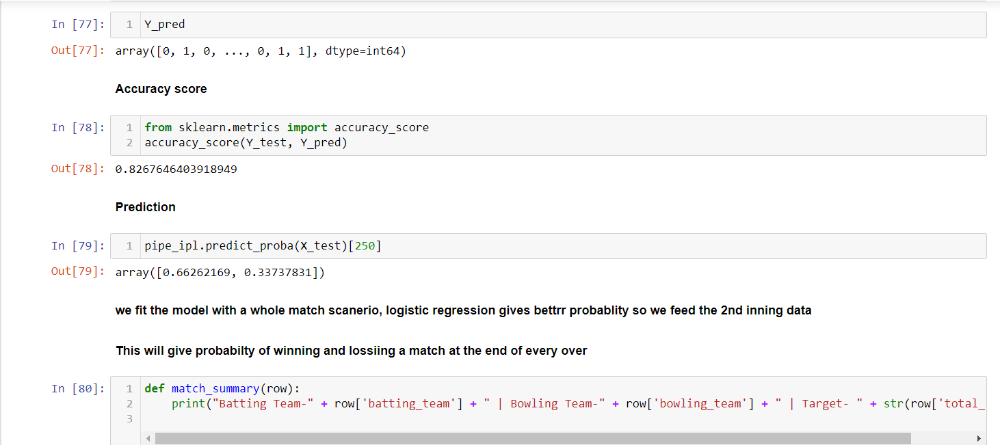 In [77]: 1 Y_pred
Out[77]: array([0, 1, 0, ..., 0, 1, 1], dtype=int64)
Accuracy score
In [78]: 1 from sklearn.metrics import accuracy_score
2 accuracy_score(Y_test, Y_pred)
Out[78]: 0.8267646403918949
Prediction
In [79]: 1 pipe_ipl.predict_proba(X_test)[250]
Out[79]: array([0.66262169, 0.33737831])
we fit the model with a whole match scanerio, logistic regression gives bettrr probablity so we feed the 2nd inning data
This will give probabilty of winning and lossiing a match at the end of every over
In [80]: 1 def match_summary(row):
2 print("Batting Team-" + row['batting_team'] + " | Bowling Team-" + row['bowling_team'] + " | Target- " + str(row['total_
3